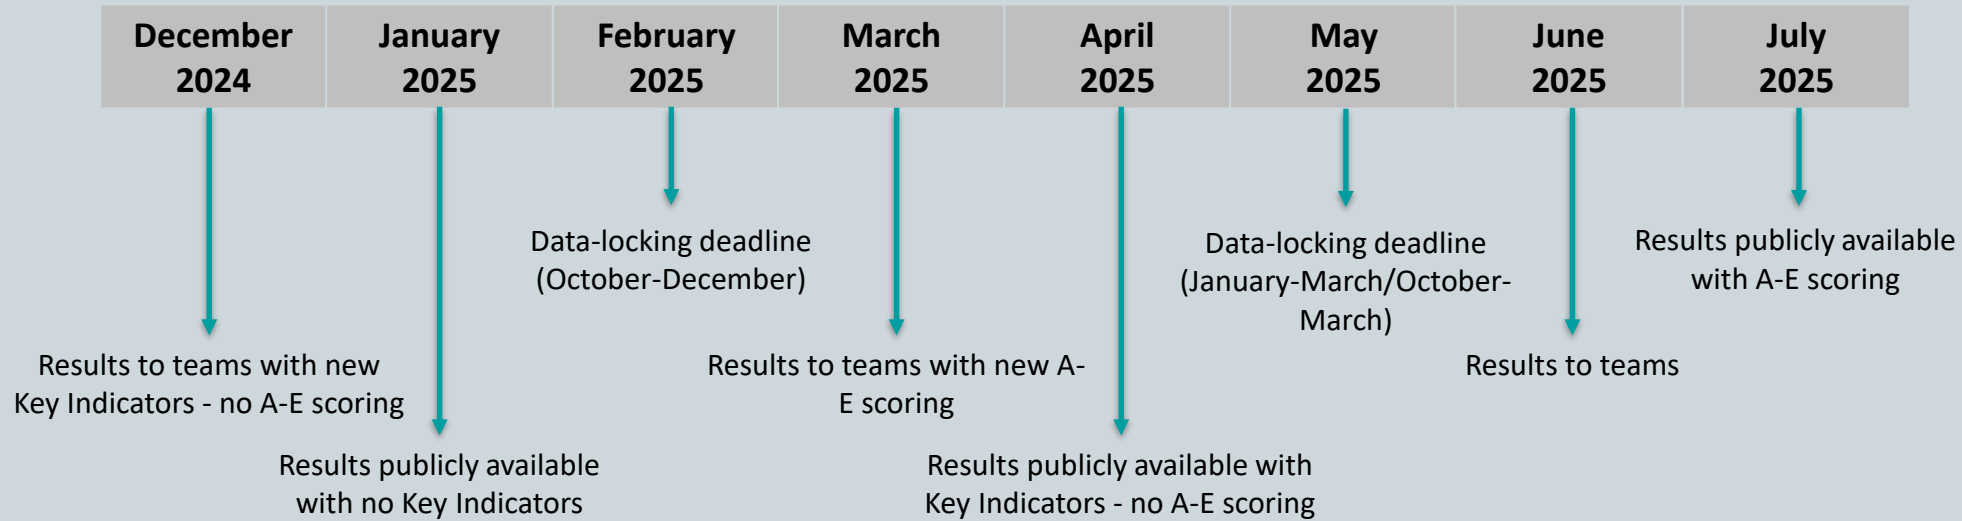 December
2024
January
2025
February
2025
March
2025
April
2025
May
2025
June
2025
July
2025
Data-locking deadline
(October-December)
Data-locking deadline
(January-March/October-
March)
Results publicly available
with A-E scoring
Results to teams with new
Key Indicators - no A-E scoring
Results to teams with new A-
E scoring
Results to teams
Results publicly available
with no Key Indicators
Results publicly available with
Key Indicators - no A-E scoring